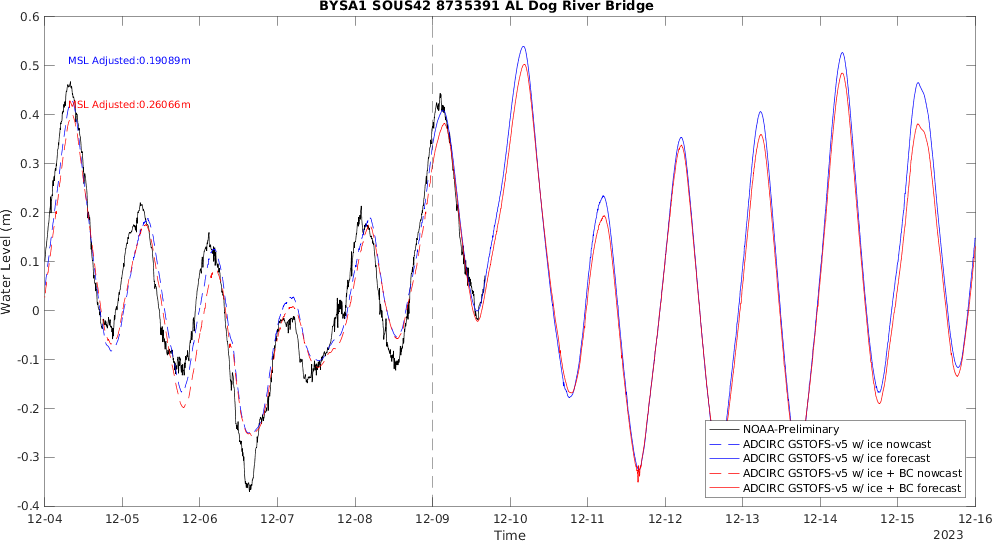 BYSA1 SOUS42 8735391 AL Dog River Bridge
0.6
0.5
0.4
0.3
0.2
0.1
0
-0.1
-0.2
-0.3
-0.4
Water Level (m)
MSL Adjusted:0.19089m
MSL Adjusted:0.26066m
NOAA-Preliminary
ADCIRC GSTOFS-v5 w/ ice nowcast
ADCIRC GSTOFS-v5 w/ ice forecast
ADCIRC GSTOFS-v5 w/ ice + BC nowcast
ADCIRC GSTOFS-v5 w/ ice + BC forecast
12-04 12-05 12-06 12-07 12-08 12-09 12-10 12-11 12-12 12-13 12-14 12-15 12-16
Time
2023